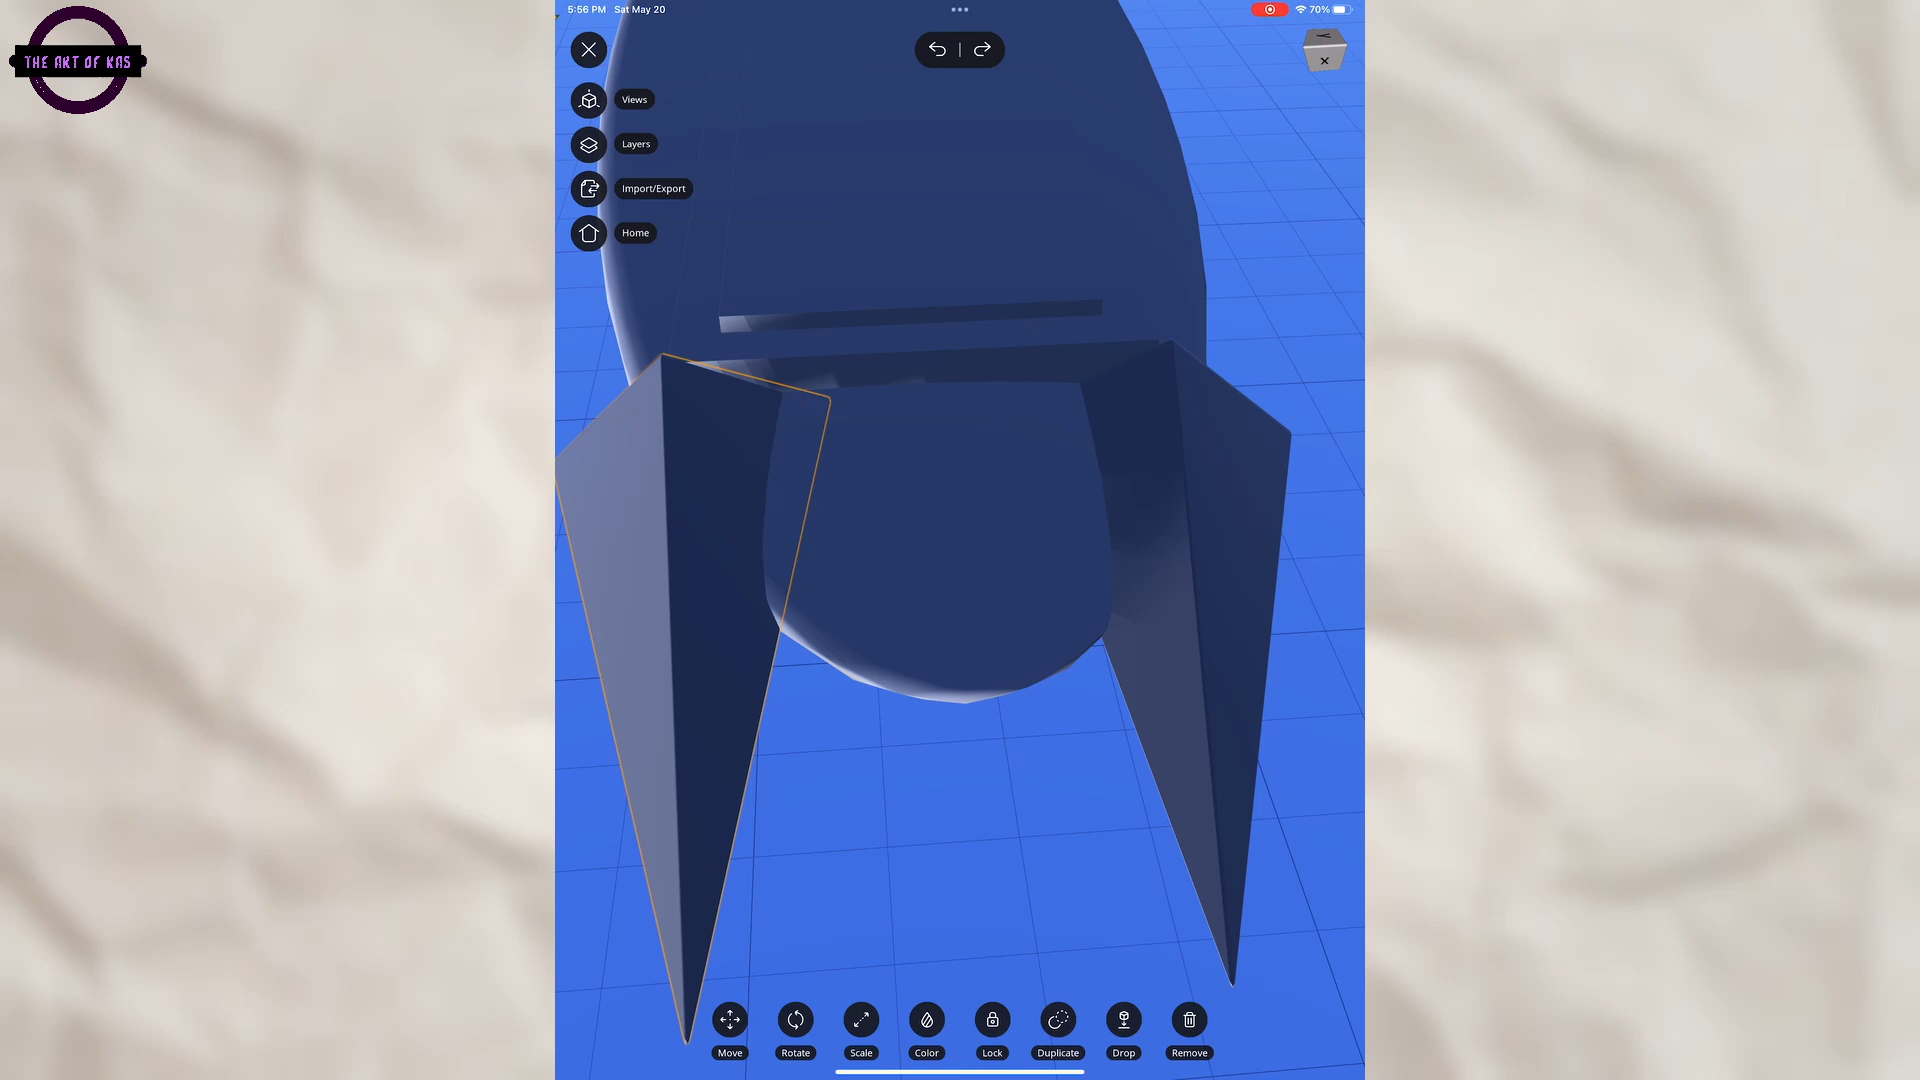 5:56 PM Sat May 20
70%
THE ART OF KAS
Views
Layers
Import/Export
Home
X
Move
Rotate
Scale
Color
Lock
Duplicate
Drop
Remove